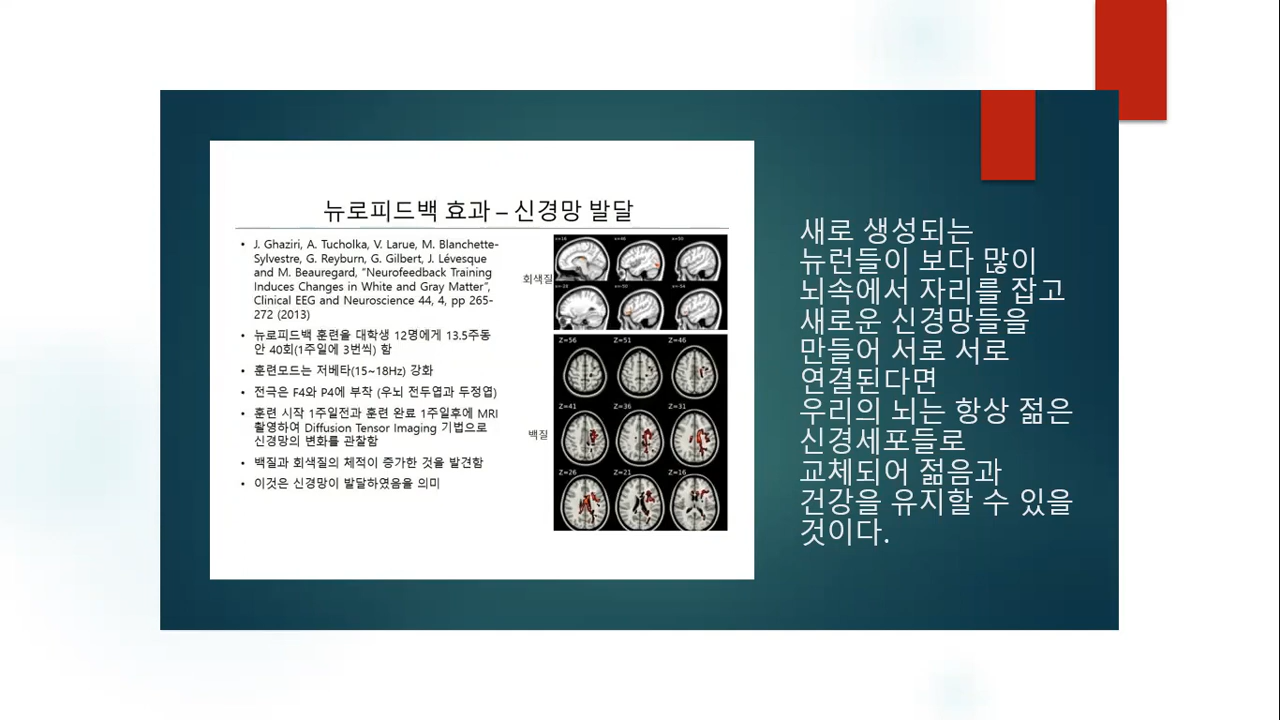 뉴로피드백 효과 – 신경망 발달
• J. Ghaziri, A. Tucholka, V. Larue, M. Blanchette-
Sylvestre, G. Reyburn, G. Gilbert, J. Lévesque
and M. Beauregard, "Neurofeedback Training
Induces Changes in White and Gray Matter",
Clinical EEG and Neuroscience 44, 4, pp 265-
272 (2013)
• 뉴로피드백 훈련을 대학생 12명에게 13.5주동
안 40회(1주일에 3번씩) 함
• 훈련모드는 저베타(15~18Hz) 강화
• 전극은 F4와 P4에 부착 (우뇌 전두엽과 두정엽)
• 훈련 시작 1주일전과 훈련 완료 1주일후에 MRI
촬영하여 Diffusion Tensor Imaging 기법으로
신경망의 변화를 관찰함
• 백질과 회색질의 체적이 증가한 것을 발견함
• 이것은 신경망이 발달하였음을 의미
회색질
백질
Z=56 Z=51 Z=46
Z=41 Z=36 Z=31
Z=26 Z=21 Z=16
새로 생성되는
뉴런들이 보다 많이
뇌속에서 자리를 잡고
새로운 신경망들을
만들어 서로 서로
연결된다면
우리의 뇌는 항상 젊은
신경세포들로
교체되어 젊음과
건강을 유지할 수 있을
것이다.